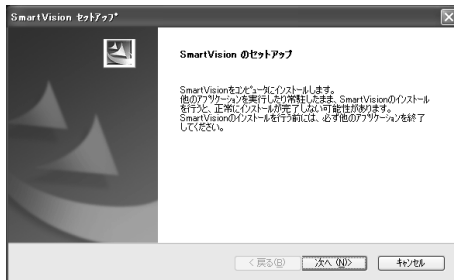 SmartVision ｾｯﾄｱｯﾌﾟ
SmartVision のｾｯﾄｱｯﾌﾟ
SmartVisionをｺﾝﾋﾟｭｰﾀにｲﾝｽﾄｰﾙします。
他のｱﾌﾟﾘｹｰｼｮﾝを実行したり常駐したまま、SmartVisionのｲﾝｽﾄｰﾙ
を行うと、正常にｲﾝｽﾄｰﾙが完了しない可能性があります。
SmartVisionのｲﾝｽﾄｰﾙを行う前には、必ず他のｱﾌﾟﾘｹｰｼｮﾝを終了
してください。
< 戻る(B)
次へ (N)>
ｷｬﾝｾﾙ